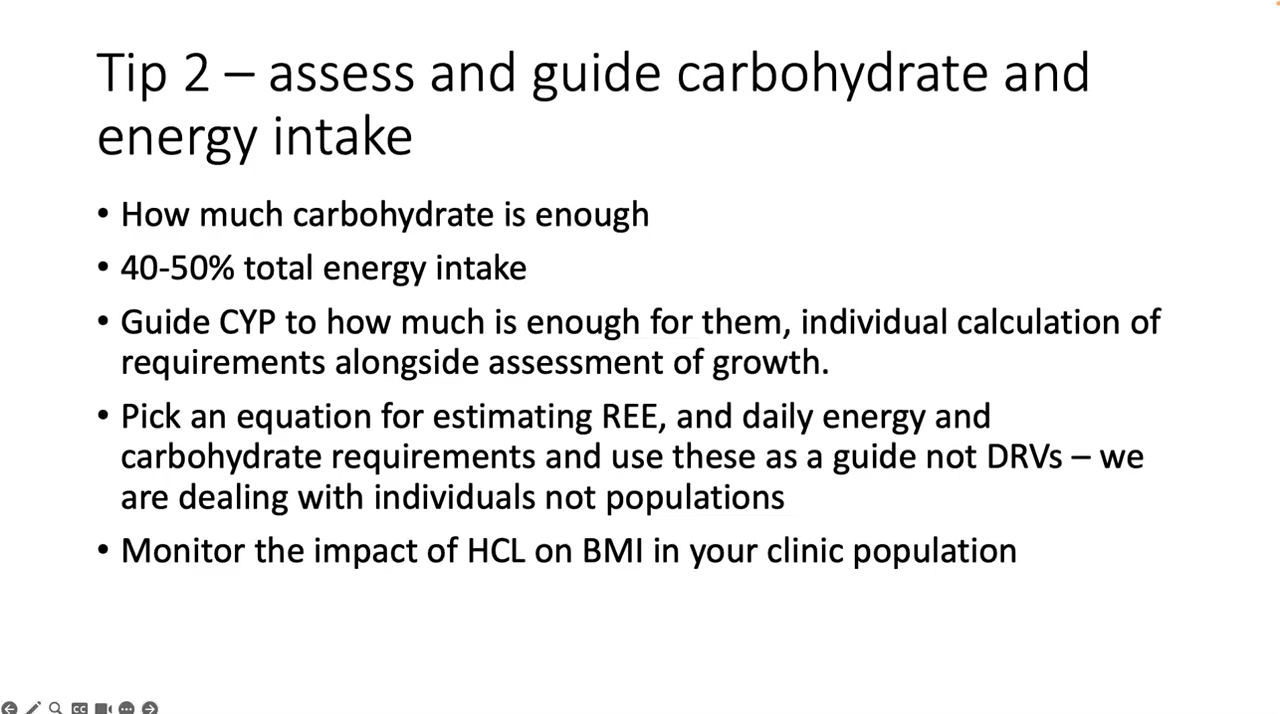 Tip 2 – assess and guide carbohydrate and
energy intake
• How much carbohydrate is enough
• 40-50% total energy intake
• Guide CYP to how much is enough for them, individual calculation of
requirements alongside assessment of growth.
• Pick an equation for estimating REE, and daily energy and
carbohydrate requirements and use these as a guide not DRVs – we
are dealing with individuals not populations
• Monitor the impact of HCL on BMI in your clinic population
CC